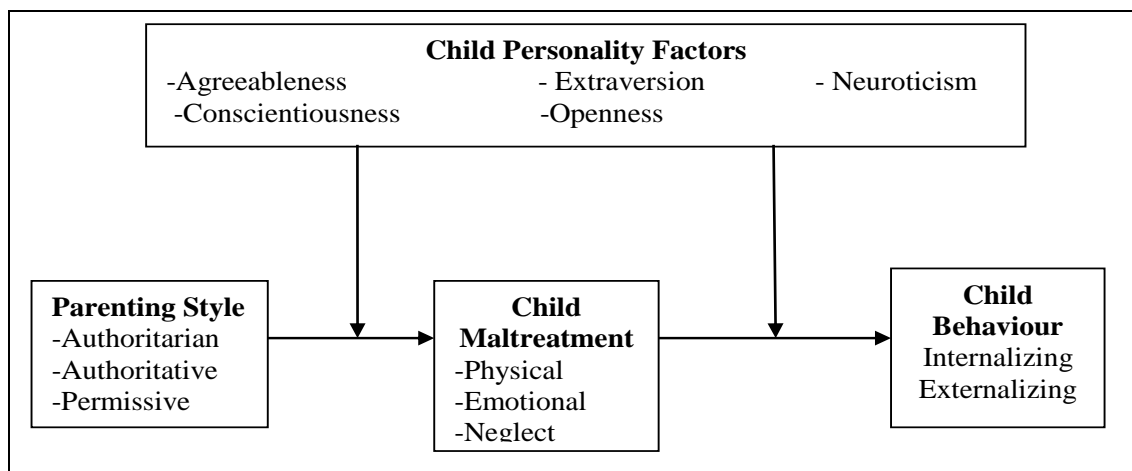 Child Personality Factors
-Agreeableness - Extraversion - Neuroticism
-Conscientiousness -Openness
Parenting Style
-Authoritarian
-Authoritative
-Permissive
Child
Maltreatment
-Physical
-Emotional
-Neglect
Child
Behaviour
Internalizing
Externalizing